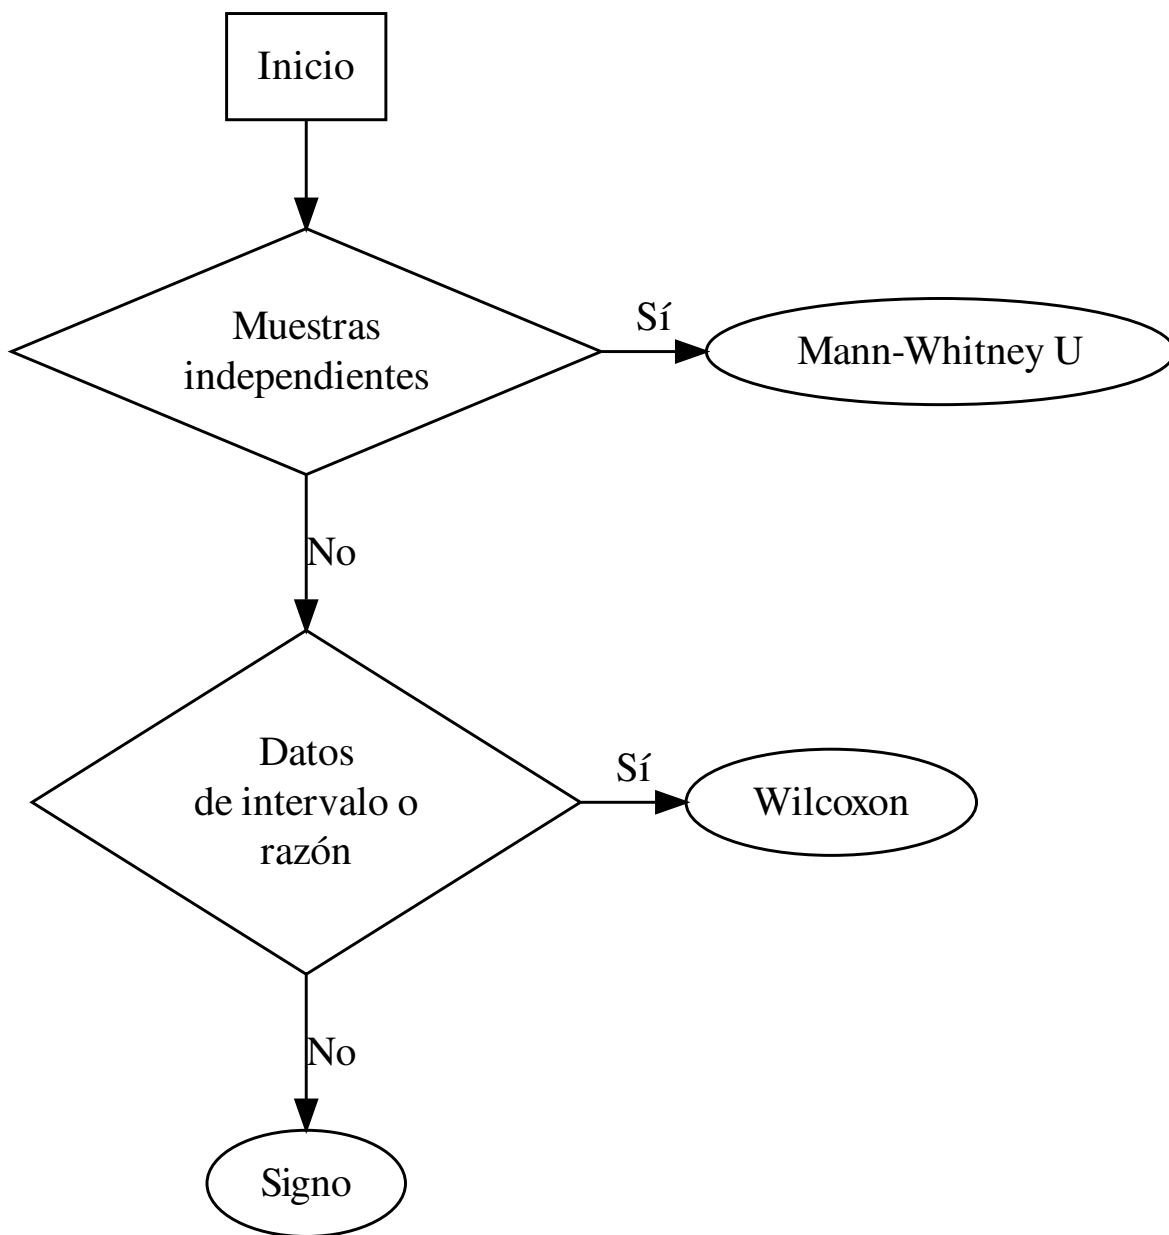 Inicio
Muestras
independientes
Sí
Mann-Whitney U
No
Datos
de intervalo o
razón
Sí
Wilcoxon
No
Signo